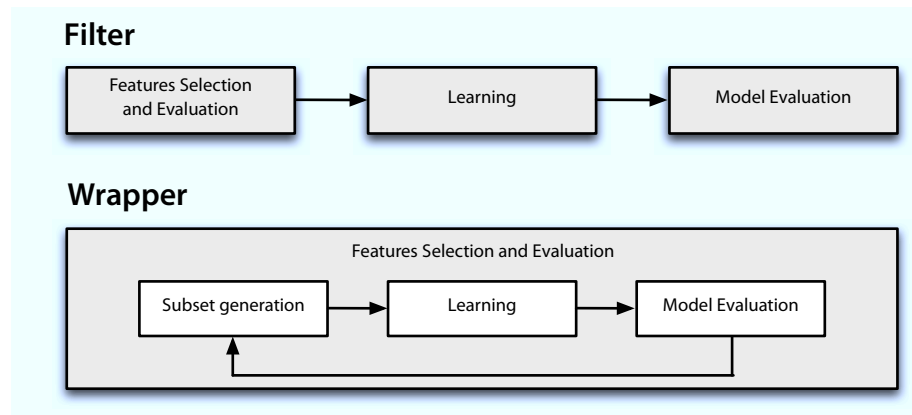 Filter
Features Selection
and Evaluation
Learning
Model Evaluation
Wrapper
Features Selection and Evaluation
Subset generation
Learning
Model Evaluation